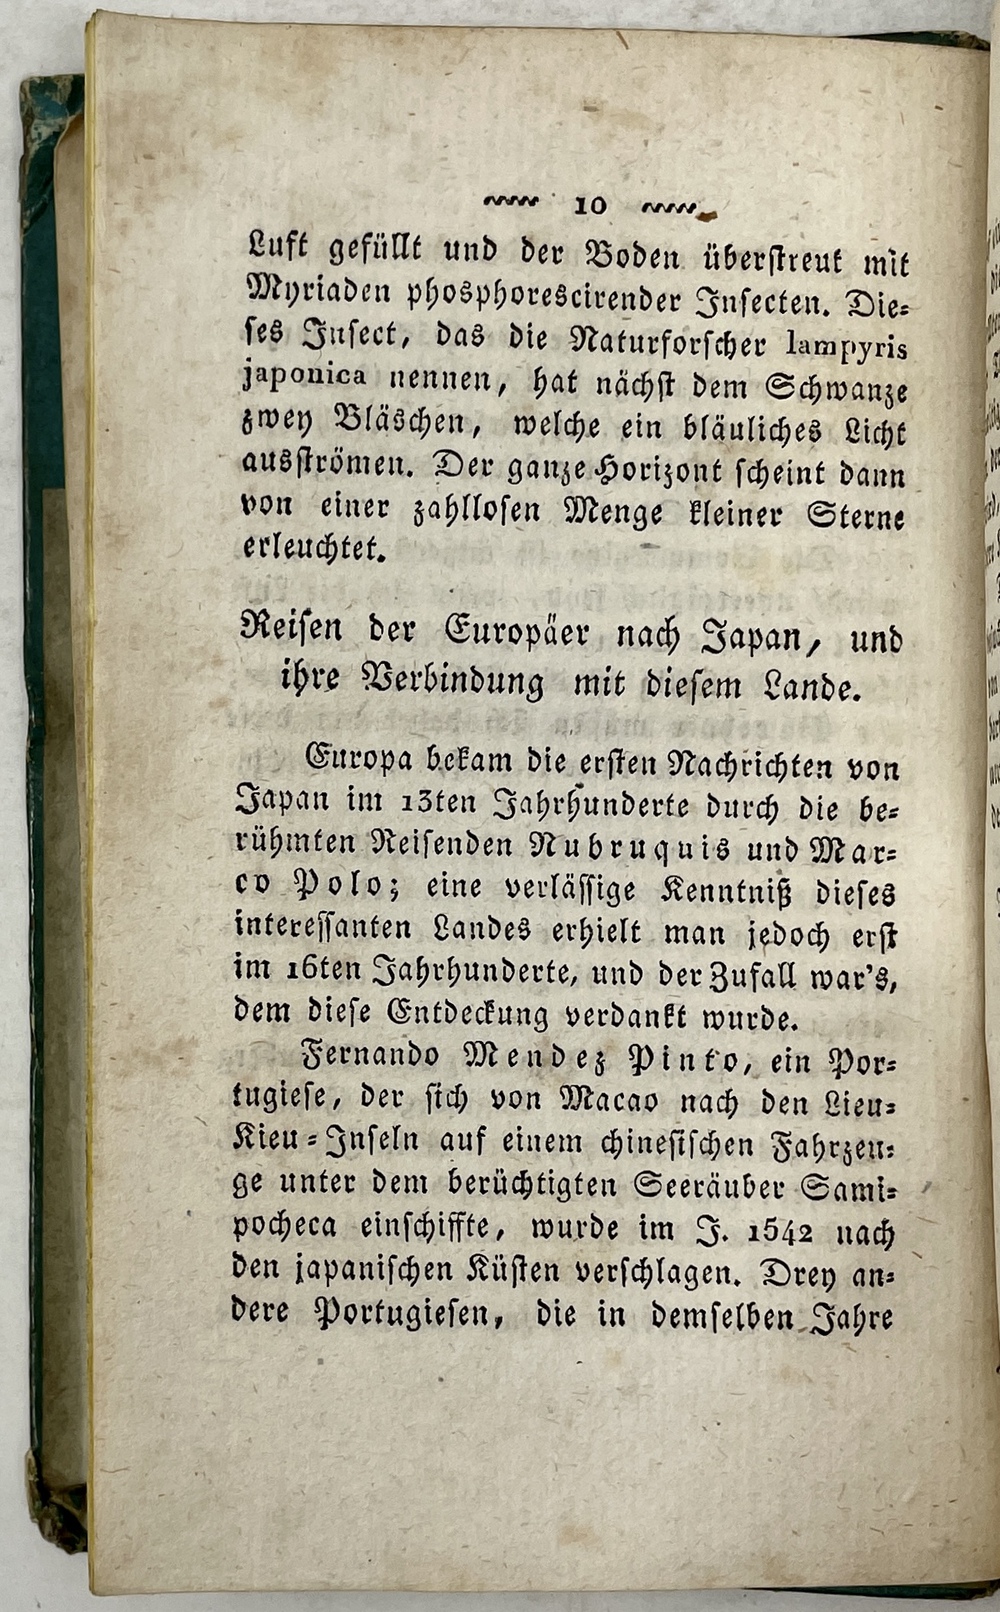 10
Luft gefüllt und der Boden überstreut mit
Myriaden phosphorescirender Insecten. Die=
ses Insect, das die Naturforscher lampyris
japonica nennen, hat nächst dem Schwanze
zwey Bläschen, welche ein bläuliches Licht
ausströmen. Der ganze Horizont scheint dann
von einer zahllosen Menge kleiner Sterne
erleuchtet.
Reisen der Europäer nach Japan, und
ihre Verbindung mit diesem Lande.
Europa bekam die ersten Nachrichten von
Japan im 13ten Jahrhunderte durch die be=
rühmten Reisenden Rubruquis und Mar=
co Polo; eine verlässige Kenntniß dieses
interessanten Landes erhielt man jedoch erst
im 16ten Jahrhunderte, und der Zufall war's,
dem diese Entdeckung verdankt wurde.
Fernando Mendez Pinto, ein Por=
tugiese, der sich von Macao nach den Lieu=
Kieu=Inseln auf einem chinesischen Fahrzeu=
ge unter dem berüchtigten Seeräuber Sami=
pocheca einschiffte, wurde im J. 1542 nach
den japanischen Küsten verschlagen. Drey an=
dere Portugiesen, die in demselben Jahre